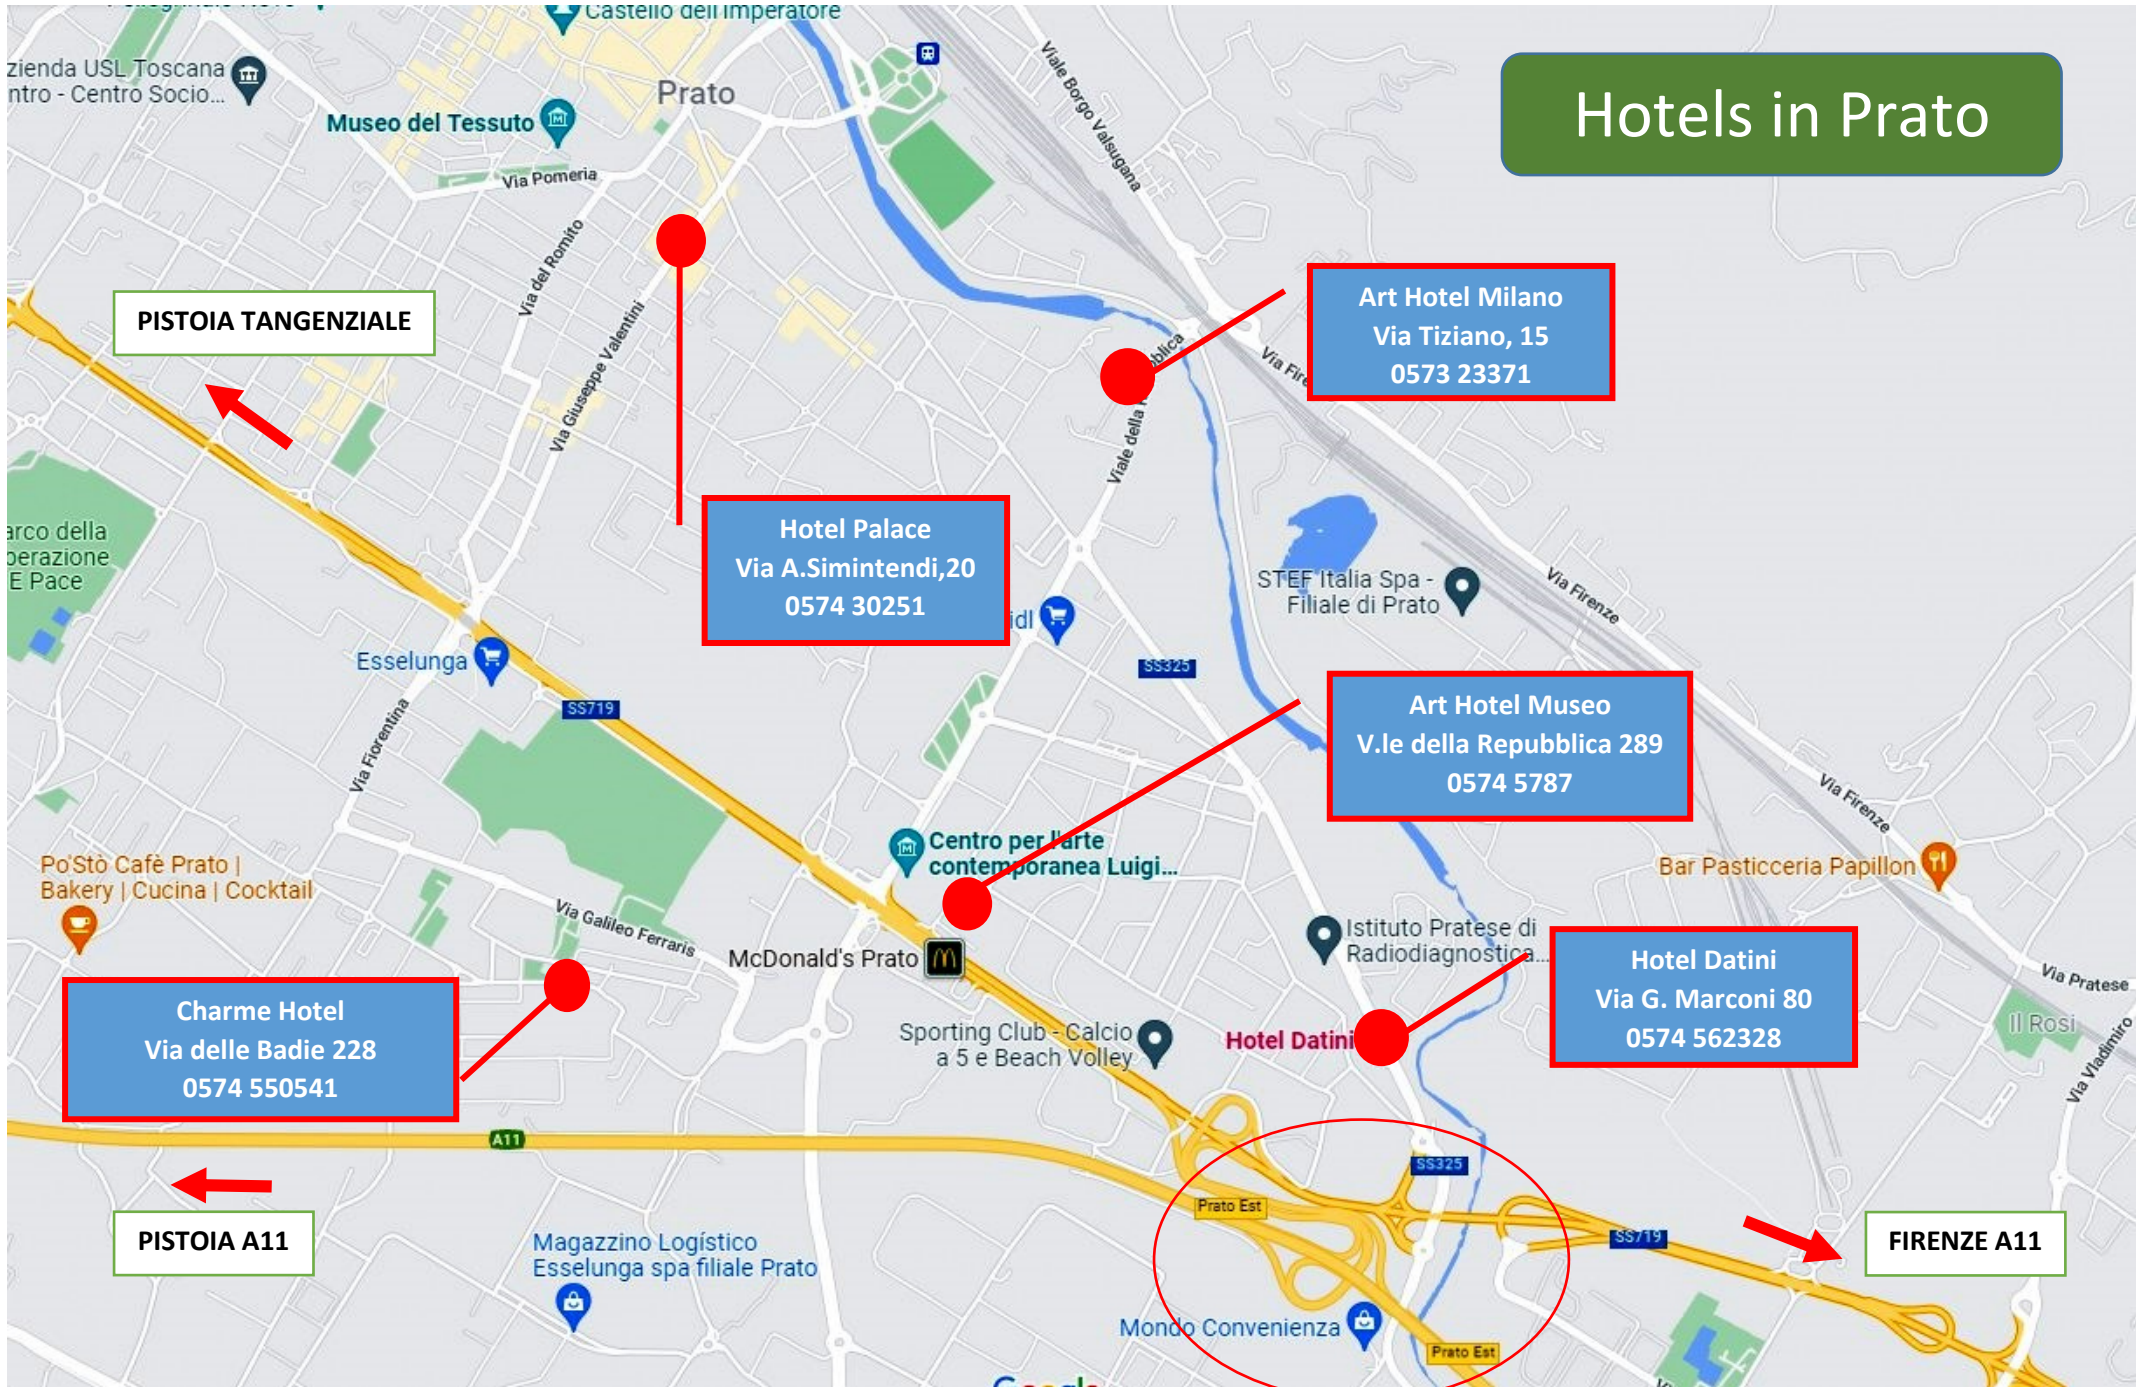 Castello dell'Imperatore
zienda USL Toscana
ntro - Centro Socio...
Prato
Museo del Tessuto
Via Pomeria
Viale Borgo Valsugana
Hotels in Prato
Via del Romito
Via Giuseppe Valentini
PISTOIA TANGENZIALE
Art Hotel Milano
Via Tiziano, 15
0573 23371
Via Fire
Viale della
blica
Hotel Palace
Via A.Simintendi,20
0574 30251
arco della
perazione
E Pace
STEF Italia Spa -
Filiale di Prato
Via Firenze
idl
Esselunga
SS325
SS719
Via Fiorentina
Art Hotel Museo
V.le della Repubblica 289
0574 5787
Via Firenze
Centro per l'arte
contemporanea Luigi...
Po'Stò Cafè Prato |
Bakery | Cucina | Cocktail
Bar Pasticceria Papillon
Via Galileo Ferraris
McDonald's Prato
Istituto Pratese di
Radiodiagnostica...
Hotel Datini
Via G. Marconi 80
0574 562328
Via Pratese
Il Rosi
Via Vladimiro
Charme Hotel
Via delle Badie 228
0574 550541
Sporting Club - Calcio
a 5 e Beach Volley
Hotel Datini
A11
SS325
Prato Est
PISTOIA A11
Magazzino Logístico
Esselunga spa filiale Prato
SS719
FIRENZE A11
Mondo Convenienza
Prato Est